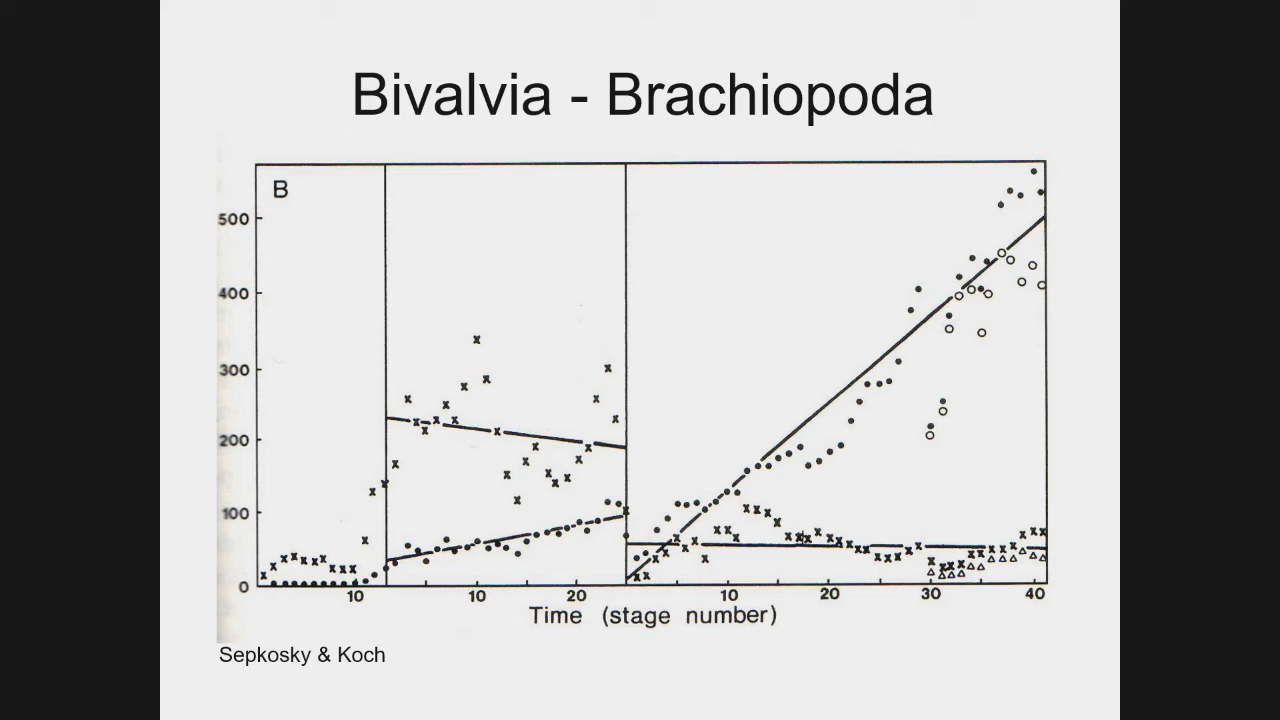 Bivalvia - Brachiopoda
B
500
400
300
200
100
0
10 10 20 10 20 30 40
Time (stage number)
Sepkosky & Koch